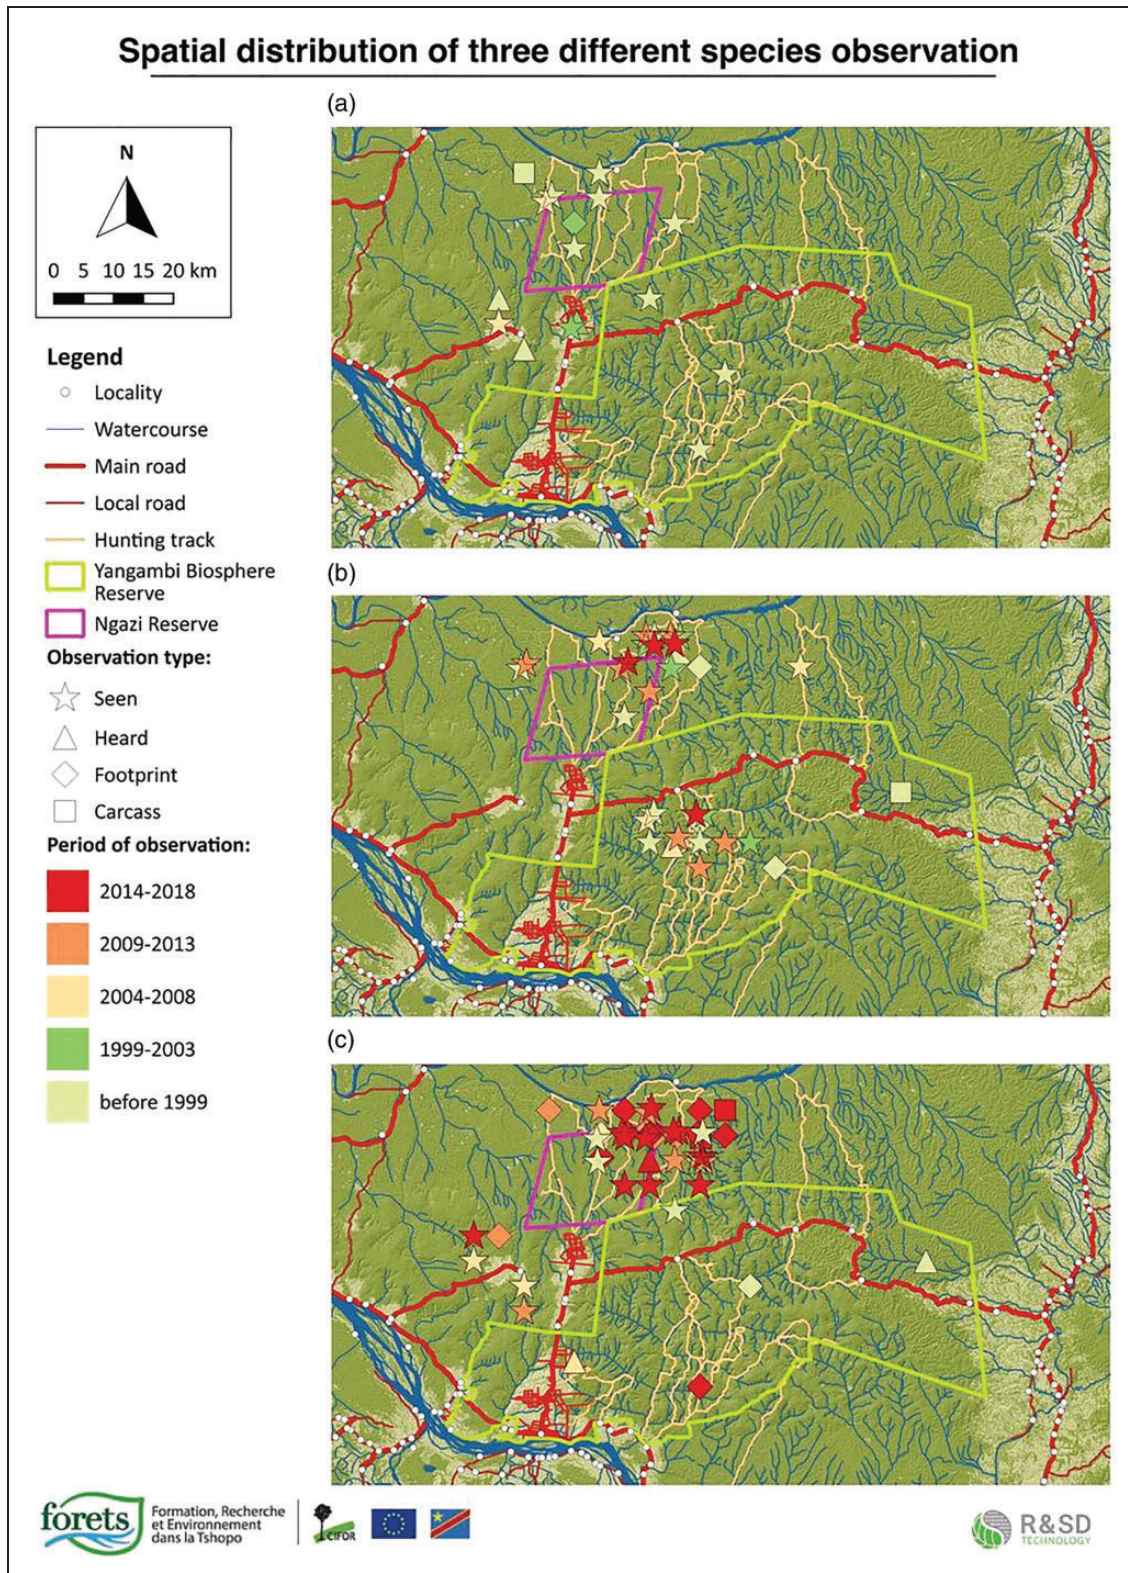 Spatial distribution of three different species observation
(a)
N
0 5 10 15 20 km
Legend
Locality
Watercourse
Main road
Local road
Hunting track
Yangambi Biosphere
Reserve
Ngazi Reserve
Observation type:
Seen
Heard
Footprint
Carcass
Period of observation:
2014-2018
2009-2013
2004-2008
1999-2003
before 1999
(b)
(c)
forets
Formation, Recherche
et Environnement
dans la Tshopo
CIFOR
R&SD
TECHNOLOGY